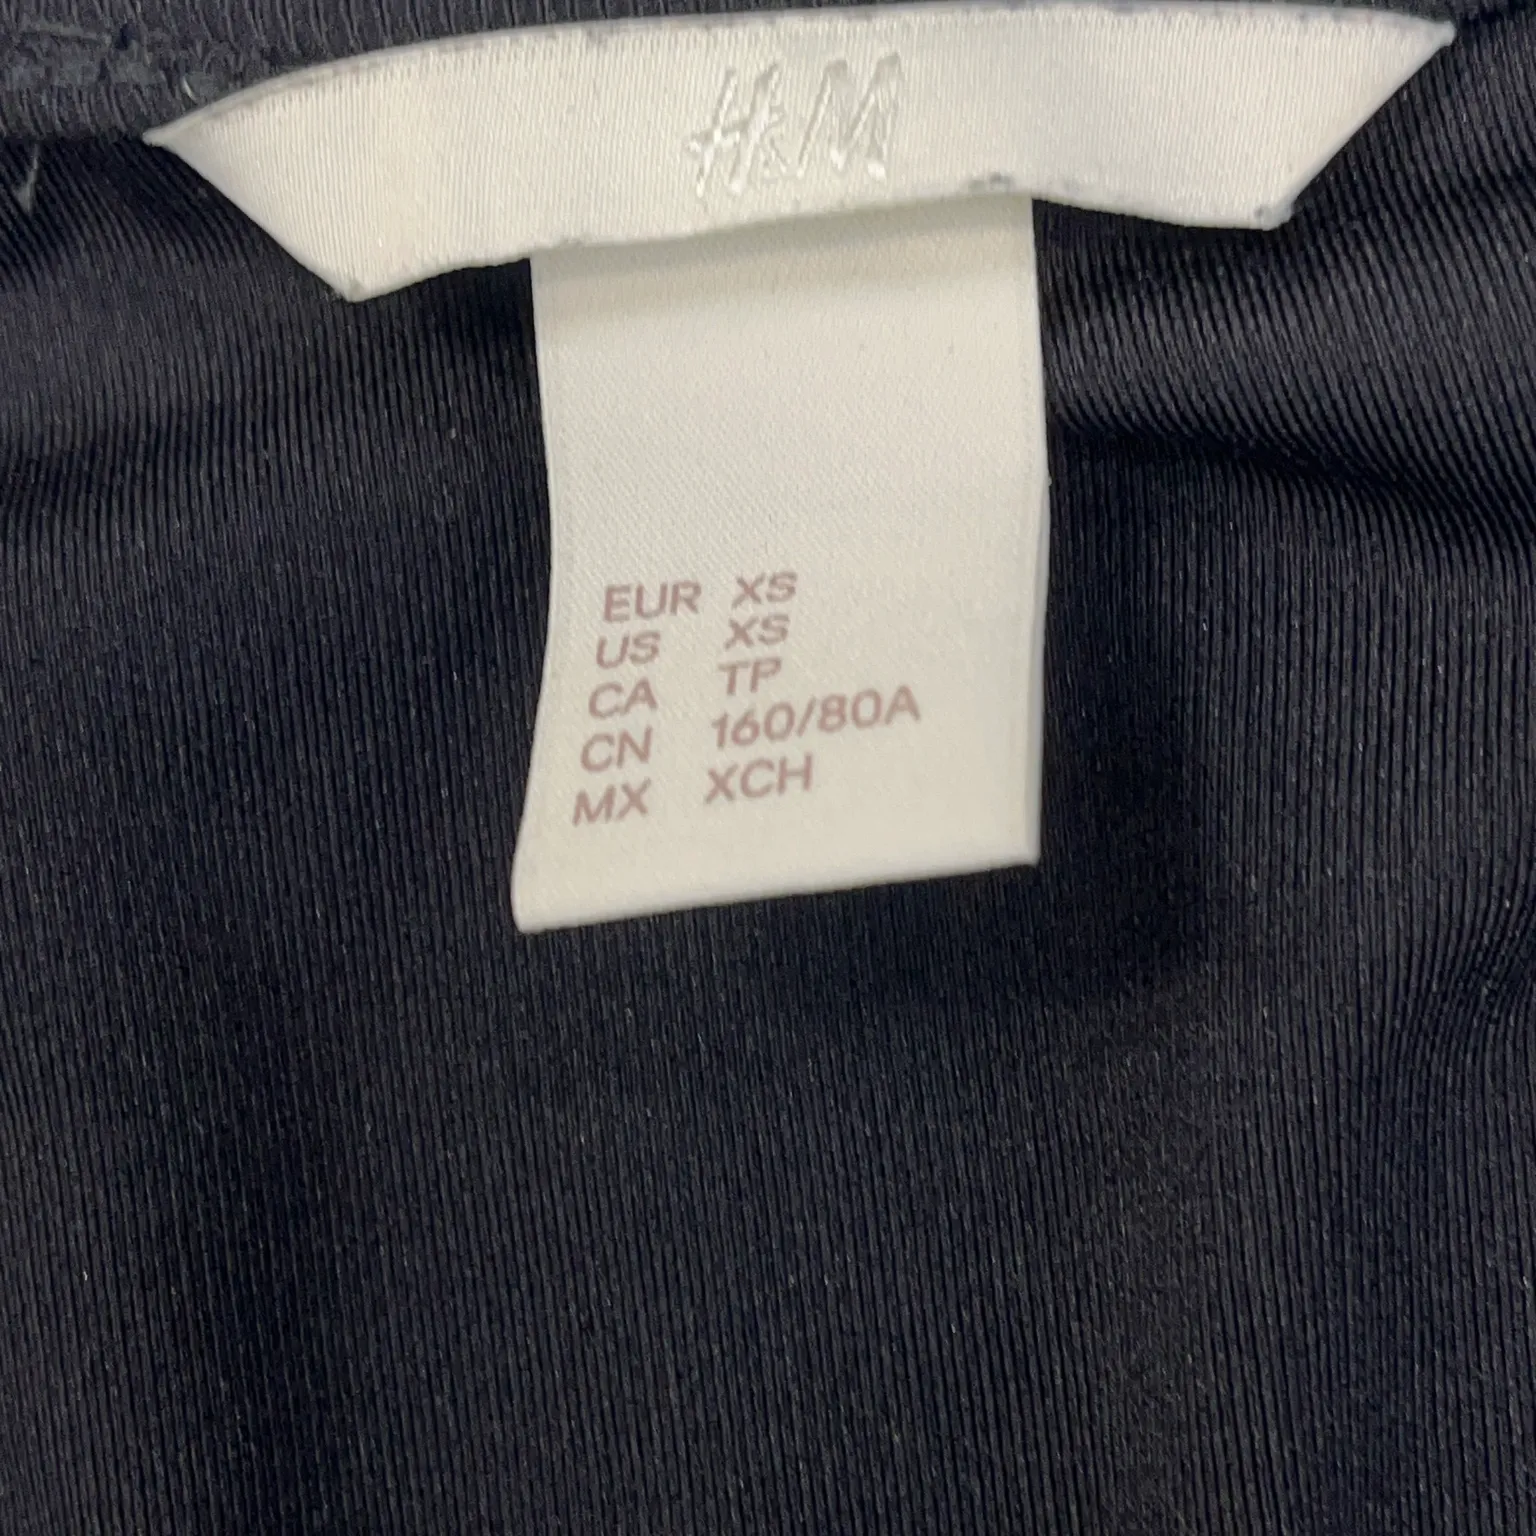 H&M
EUR XS
US XS
CA TP
CN 160/80A
MX XCH